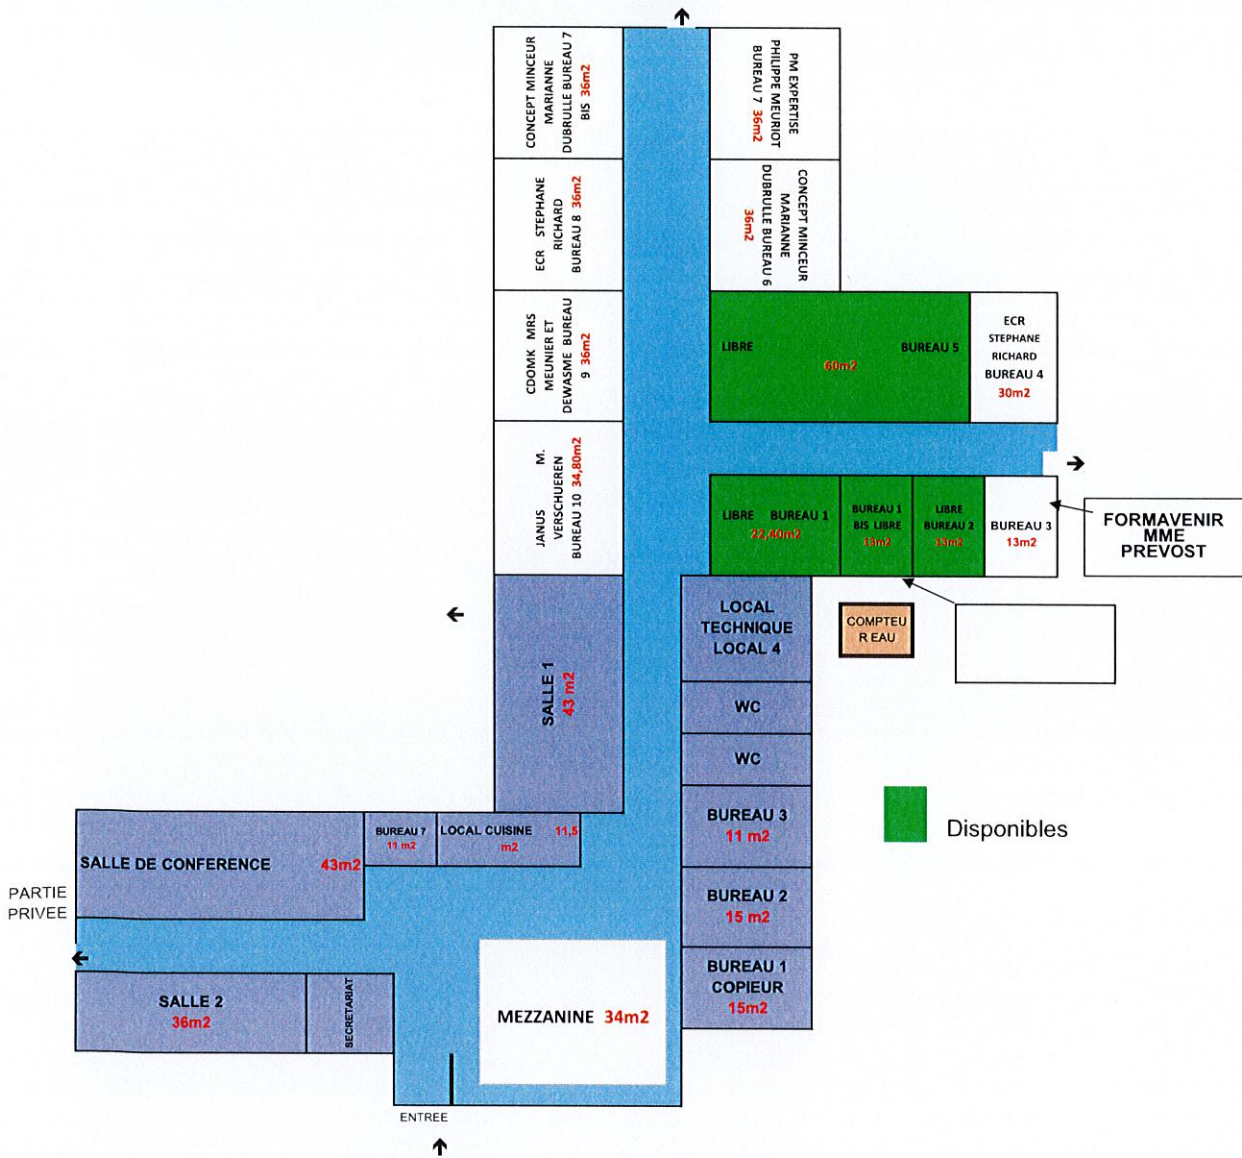 CONCEPT MINCEUR
MARIANNE
DUBRULLE BUREAU 7
BIS 36m2
PM EXPERTISE
PHILIPPE MEURIOT
BUREAU 7 36m2
ECR STEPHANE
RICHARD
BUREAU 8 36m2
CONCEPT MINCEUR
MARIANNE
DUBRULLE BUREAU 6
36m2
CDOMK MRS
MEUNIER ET
DEWASME BUREAU
9 36m2
LIBRE BUREAU 5
60m2
ECR
STEPHANE
RICHARD
BUREAU 4
30m2
JANUS M.
VERSCHUEREN
BUREAU 10 34,80m2
LIBRE BUREAU 1
22,40m2
BUREAU 1
BIS LIBRE
13m2
LIBRE
BUREAU 2
13m2
BUREAU 3
13m2
FORMAVENIR
MME
PREVOST
SALLE 1
43 m2
LOCAL
TECHNIQUE
LOCAL 4
COMPTEU
R EAU
WC
WC
BUREAU 3
11 m2
Disponibles
SALLE DE CONFERENCE 43m2
BUREAU 7
11 m2
LOCAL CUISINE 11,5
m2
PARTIE
PRIVEE
BUREAU 2
15 m2
SALLE 2
36m2
SECRETARIAT
MEZZANINE 34m2
BUREAU 1
COPIEUR
15m2
ENTREE